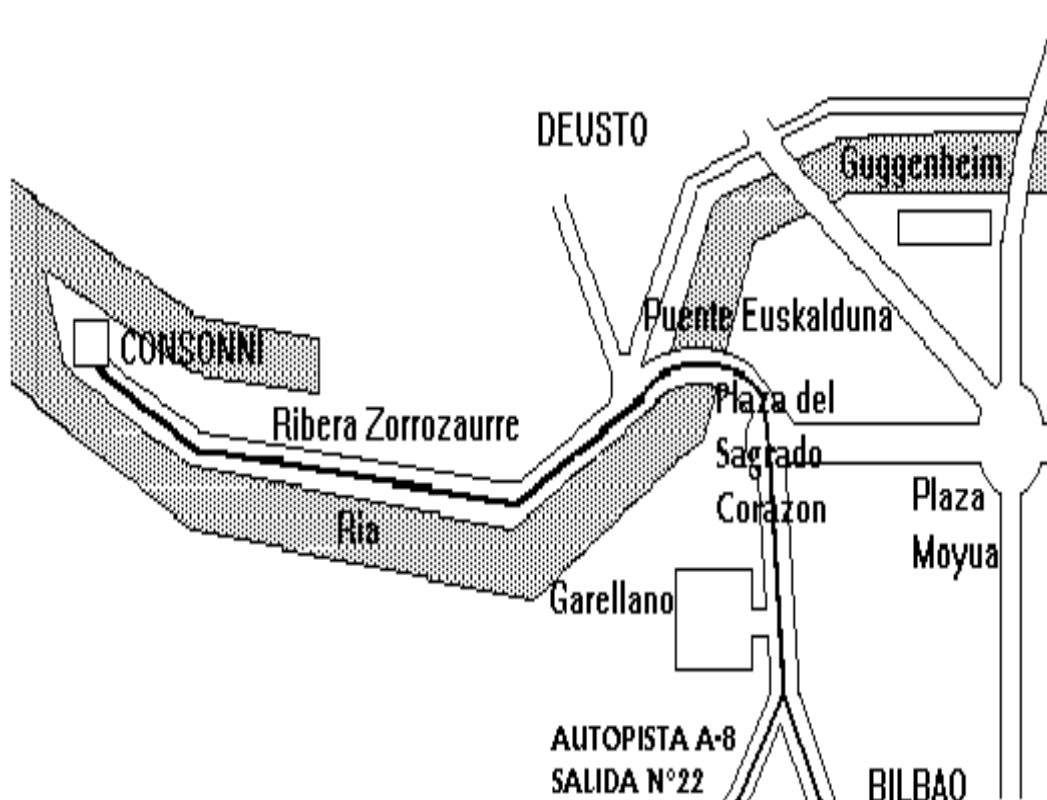 DEUSTO
Guggenheim
Puente Euskalduna
CONSONNI
Plaza del
Sagrado
Corazon
Ribera Zorrozaurre
Plaza
Moyua
Ria
Garellano
AUTOPISTA A-8
SALIDA N°22
BILBAO